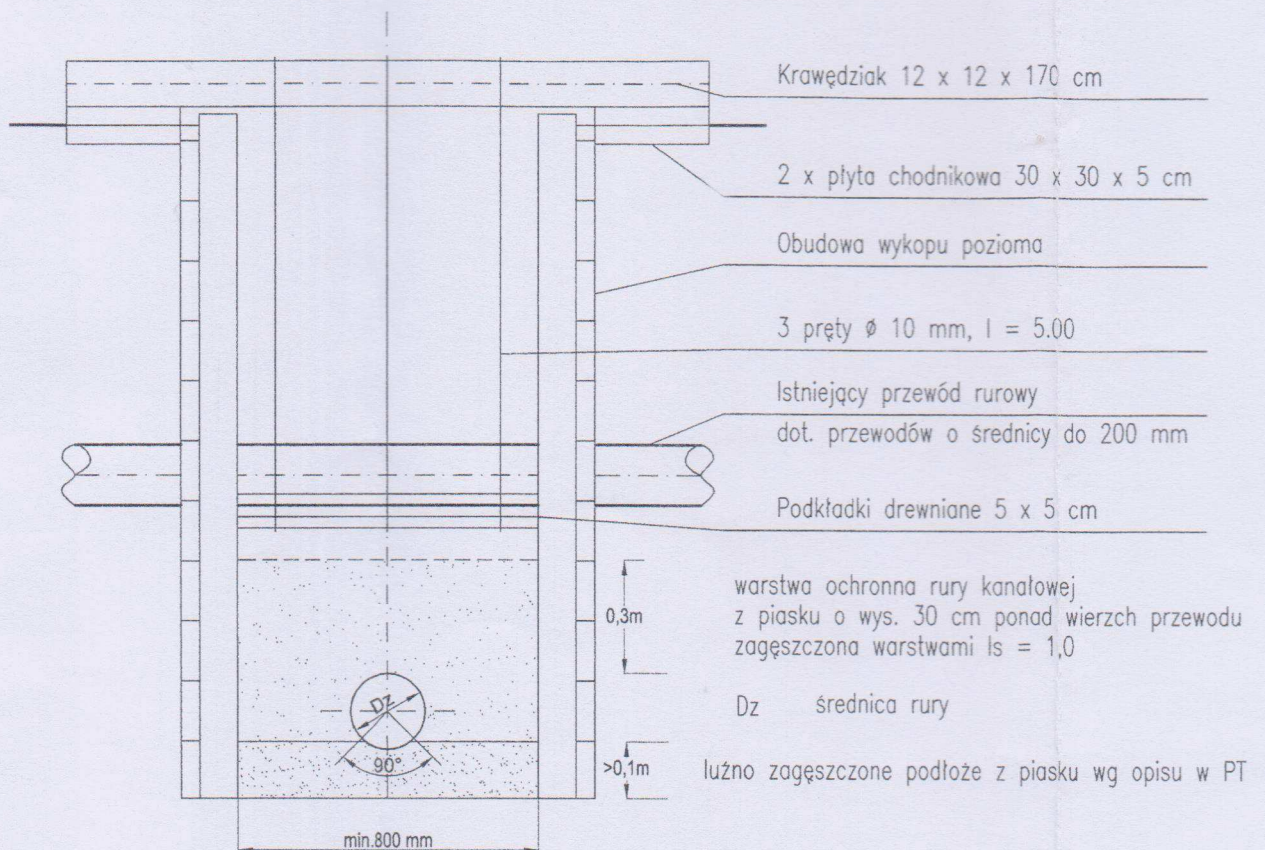 Krawędziak 12 x 12 x 170 cm
2 x płyta chodnikowa 30 x 30 x 5 cm
Obudowa wykopu pozioma
3 pręty ø 10 mm, l = 5.00
Istniejący przewód rurowy
dot. przewodów o średnicy do 200 mm
Podkładki drewniane 5 x 5 cm
warstwa ochronna rury kanałowej
z piasku o wys. 30 cm ponad wierzch przewodu
zagęszczona warstwami Is = 1,0
0,3m
Dz
Dz średnica rury
90°
>0,1m
luźno zagęszczone podłoże z piasku wg opisu w PT
min.800 mm